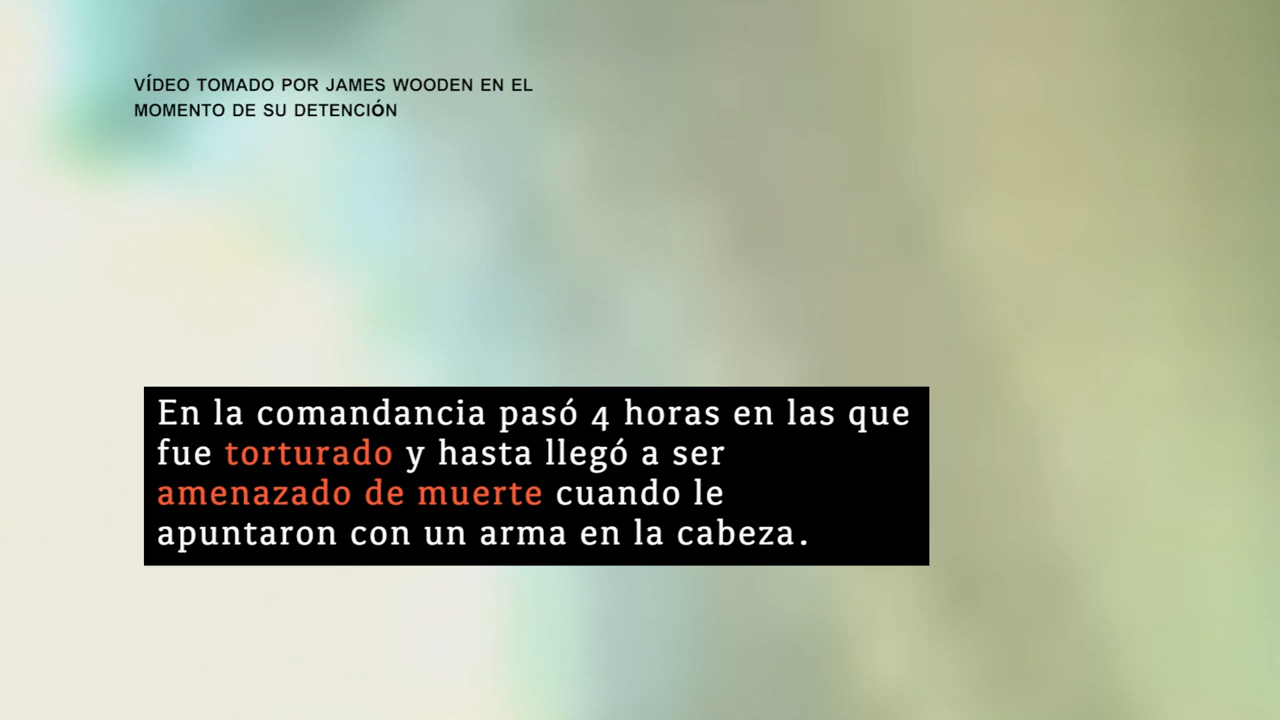 VÍDEO TOMADO POR JAMES WOODEN EN EL
MOMENTO DE SU DETENCIÓN
En la comandancia pasó 4 horas en las que
fue torturado y hasta llegó a ser
amenazado de muerte cuando le
apuntaron con un arma en la cabeza.